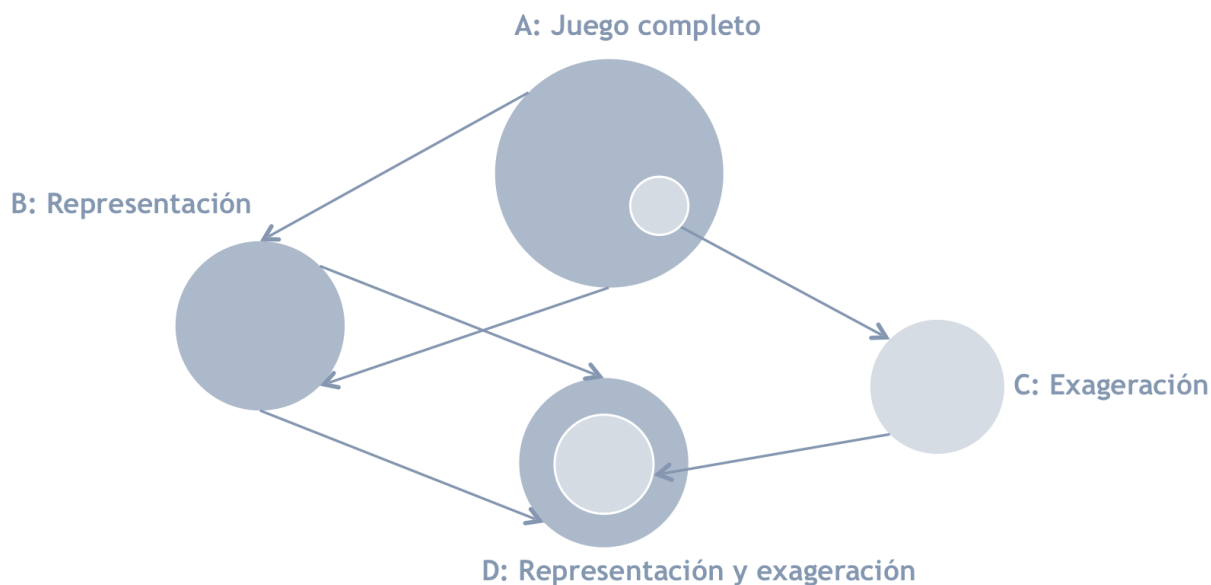 A: Juego completo
B: Representación
C: Exageración
D: Representación y exageración